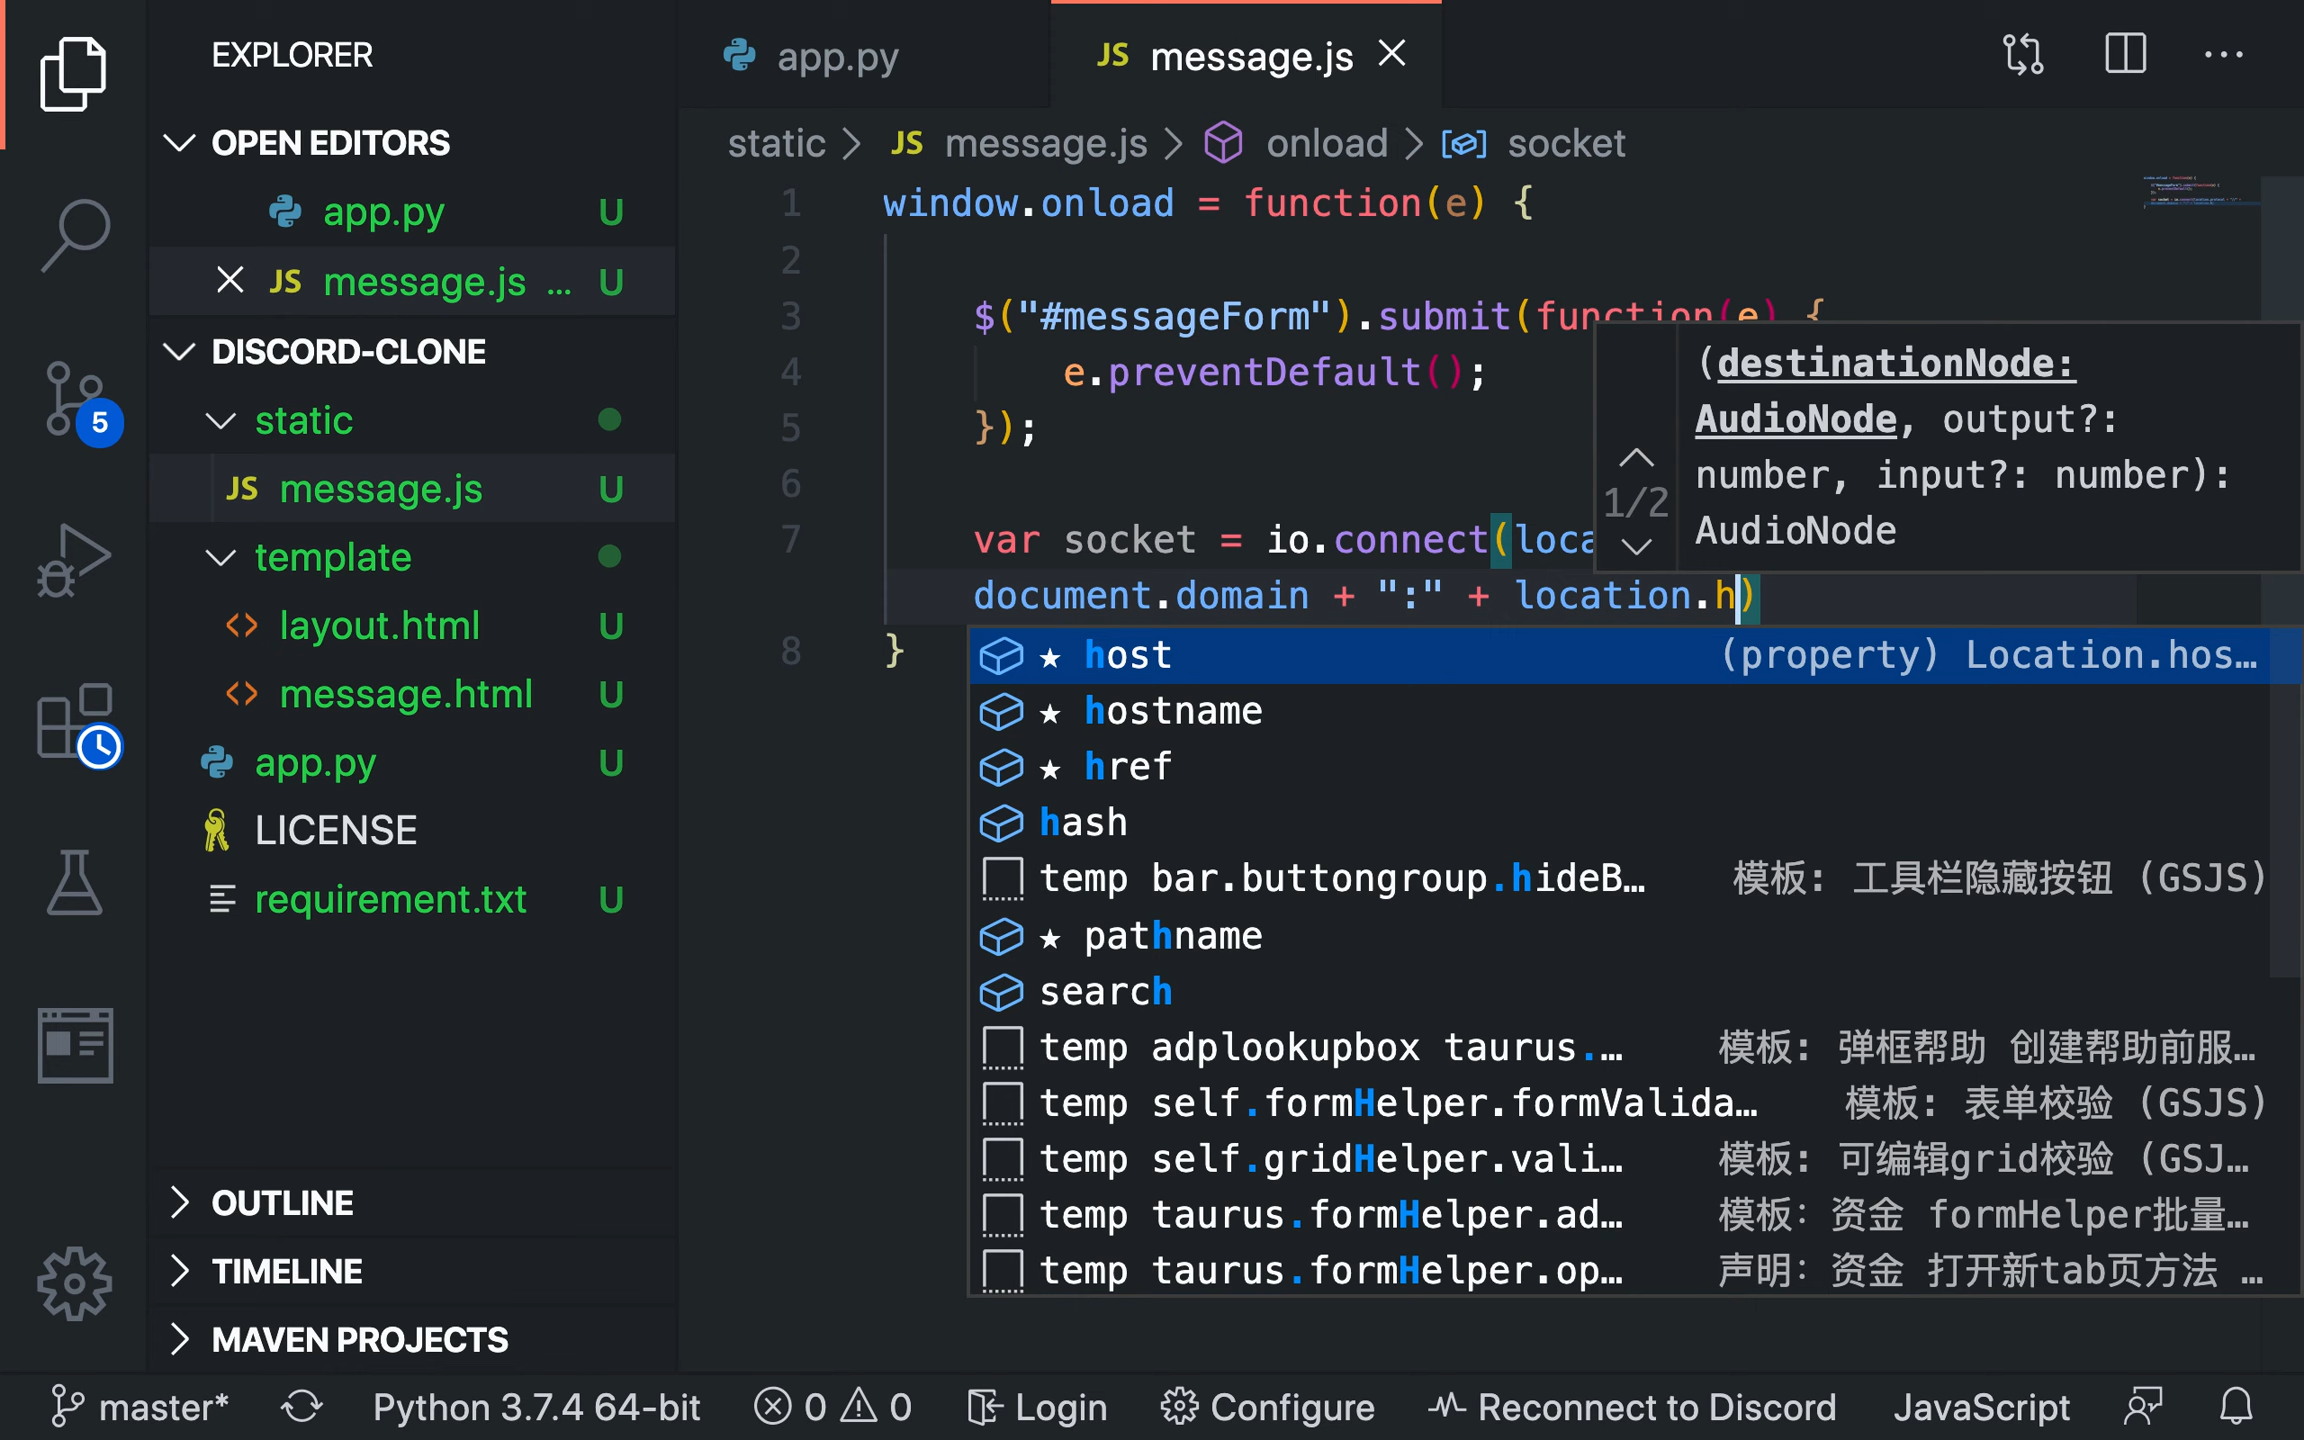 EXPLORER
OPEN EDITORS
app.py U
JS message.js ... U
DISCORD-CLONE
static
JS message.js U
template
<> layout.html U
<> message.html U
app.py U
LICENSE
requirement.txt U
OUTLINE
TIMELINE
MAVEN PROJECTS
5
app.py
JS message.js
static > JS message.js > onload > socket
1 window.onload = function(e) {
2
3 $("#messageForm").submit(function(e) {
4 e.preventDefault();
5 });
6
7 var socket = io.connect(loca
document.domain + ":" + location.h)
8 }
(destinationNode:
AudioNode, output?:
number, input?: number):
AudioNode
1/2
★ host (property) Location.hos…
★ hostname
★ href
hash
temp bar.buttongroup.hideB… 模板: 工具栏隐藏按钮 (GSJS)
★ pathname
search
temp adplookupbox taurus.… 模板: 弹框帮助 创建帮助前服…
temp self.formHelper.formValida… 模板: 表单校验 (GSJS)
temp self.gridHelper.vali… 模板: 可编辑grid校验 (GSJ…
temp taurus.formHelper.ad… 模板: 资金 formHelper批量…
temp taurus.formHelper.op… 声明: 资金 打开新tab页方法 …
master* Python 3.7.4 64-bit 0 0 Login Configure Reconnect to Discord JavaScript